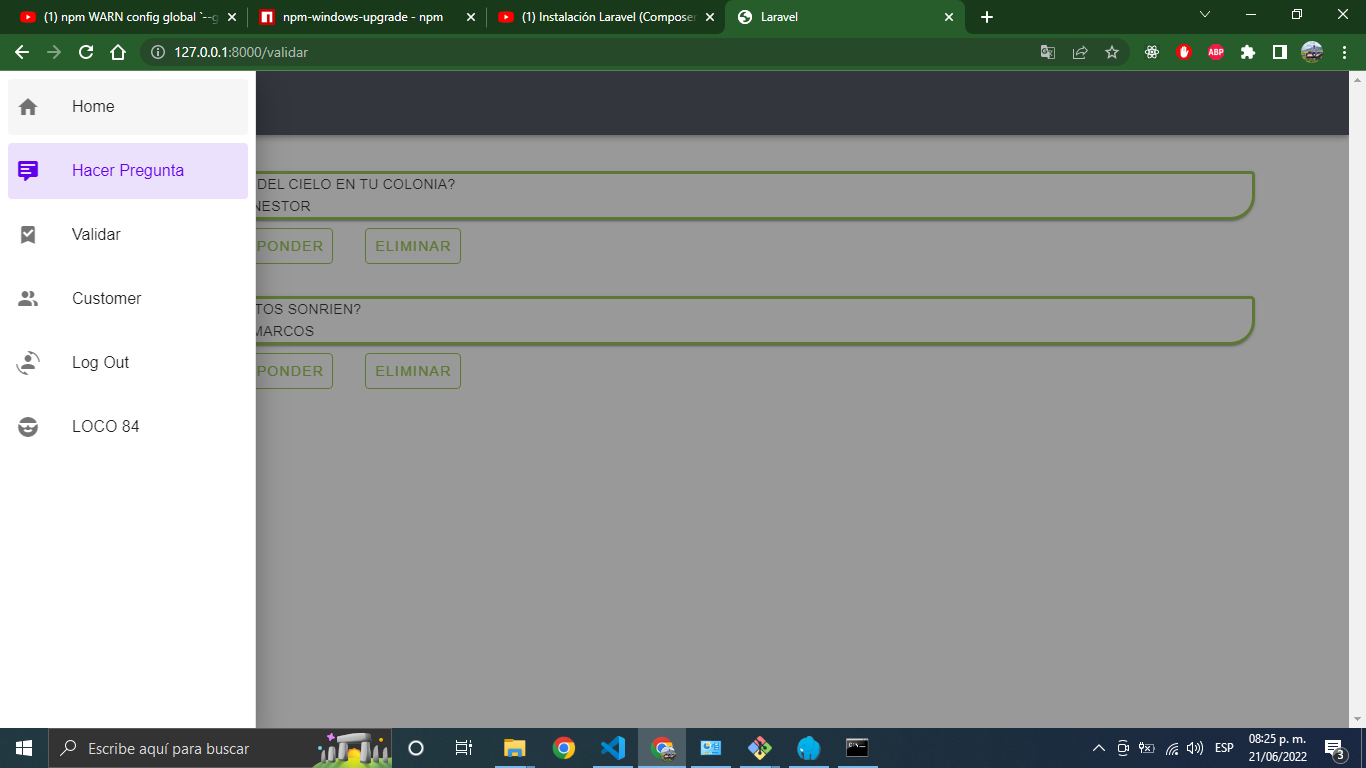 (1) npm WARN config global `--g
npm-windows-upgrade - npm
(1) Instalación Laravel (Composer
Laravel
127.0.0.1:8000/validar
ABP
Home
Hacer Pregunta
Validar
Customer
Log Out
LOCO 84
DEL CIELO EN TU COLONIA?
NESTOR
PONDER
ELIMINAR
TOS SONRIEN?
MARCOS
PONDER
ELIMINAR
Escribe aquí para buscar
ESP
08:25 p. m.
21/06/2022
3